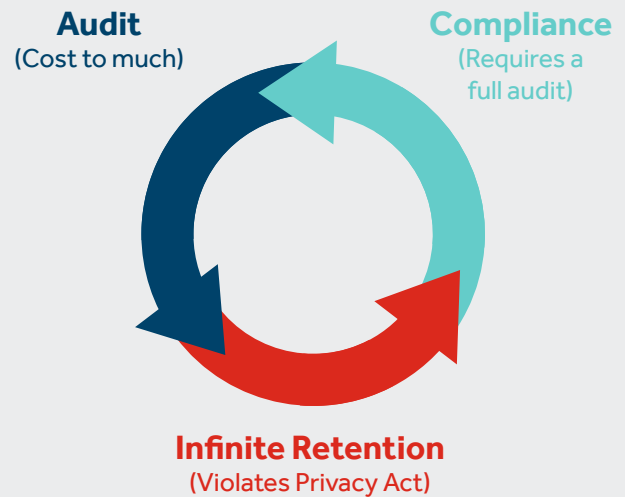 Audit
(Cost to much)
Compliance
(Requires a
full audit)
Infinite Retention
(Violates Privacy Act)